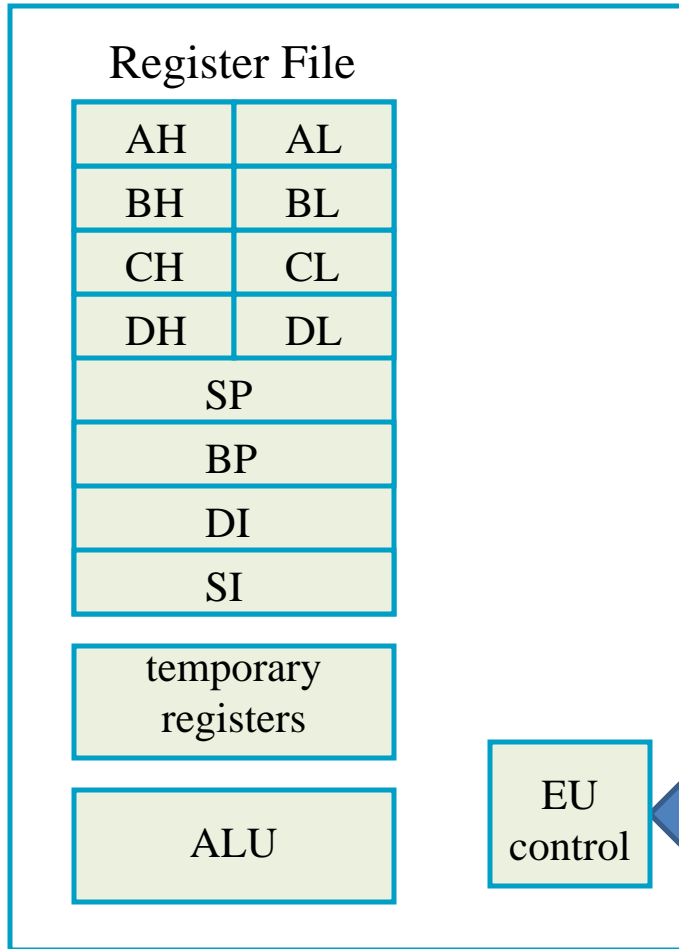 Register File
AH AL
BH BL
CH CL
DH DL
SP
BP
DI
SI
temporary
registers
ALU
EU
control